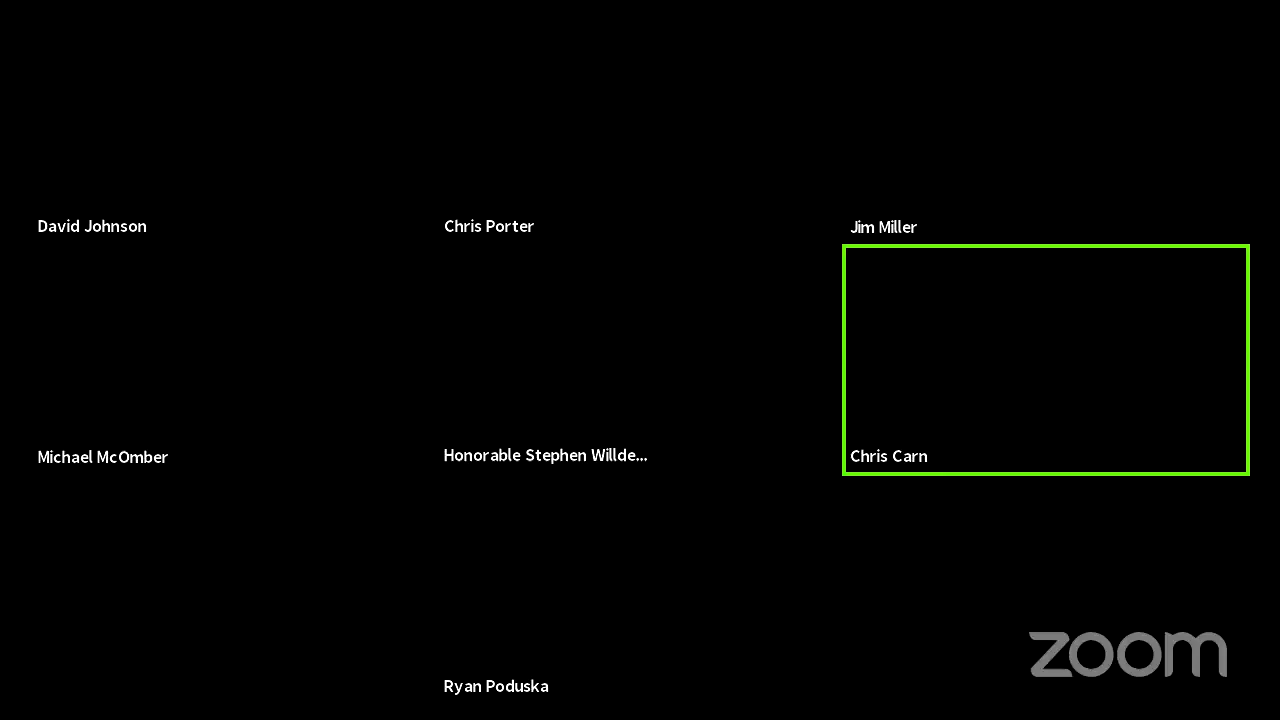 David Johnson
Chris Porter
Jim Miller
Michael McOmber
Honorable Stephen Willde...
Chris Carn
Ryan Poduska
zoom